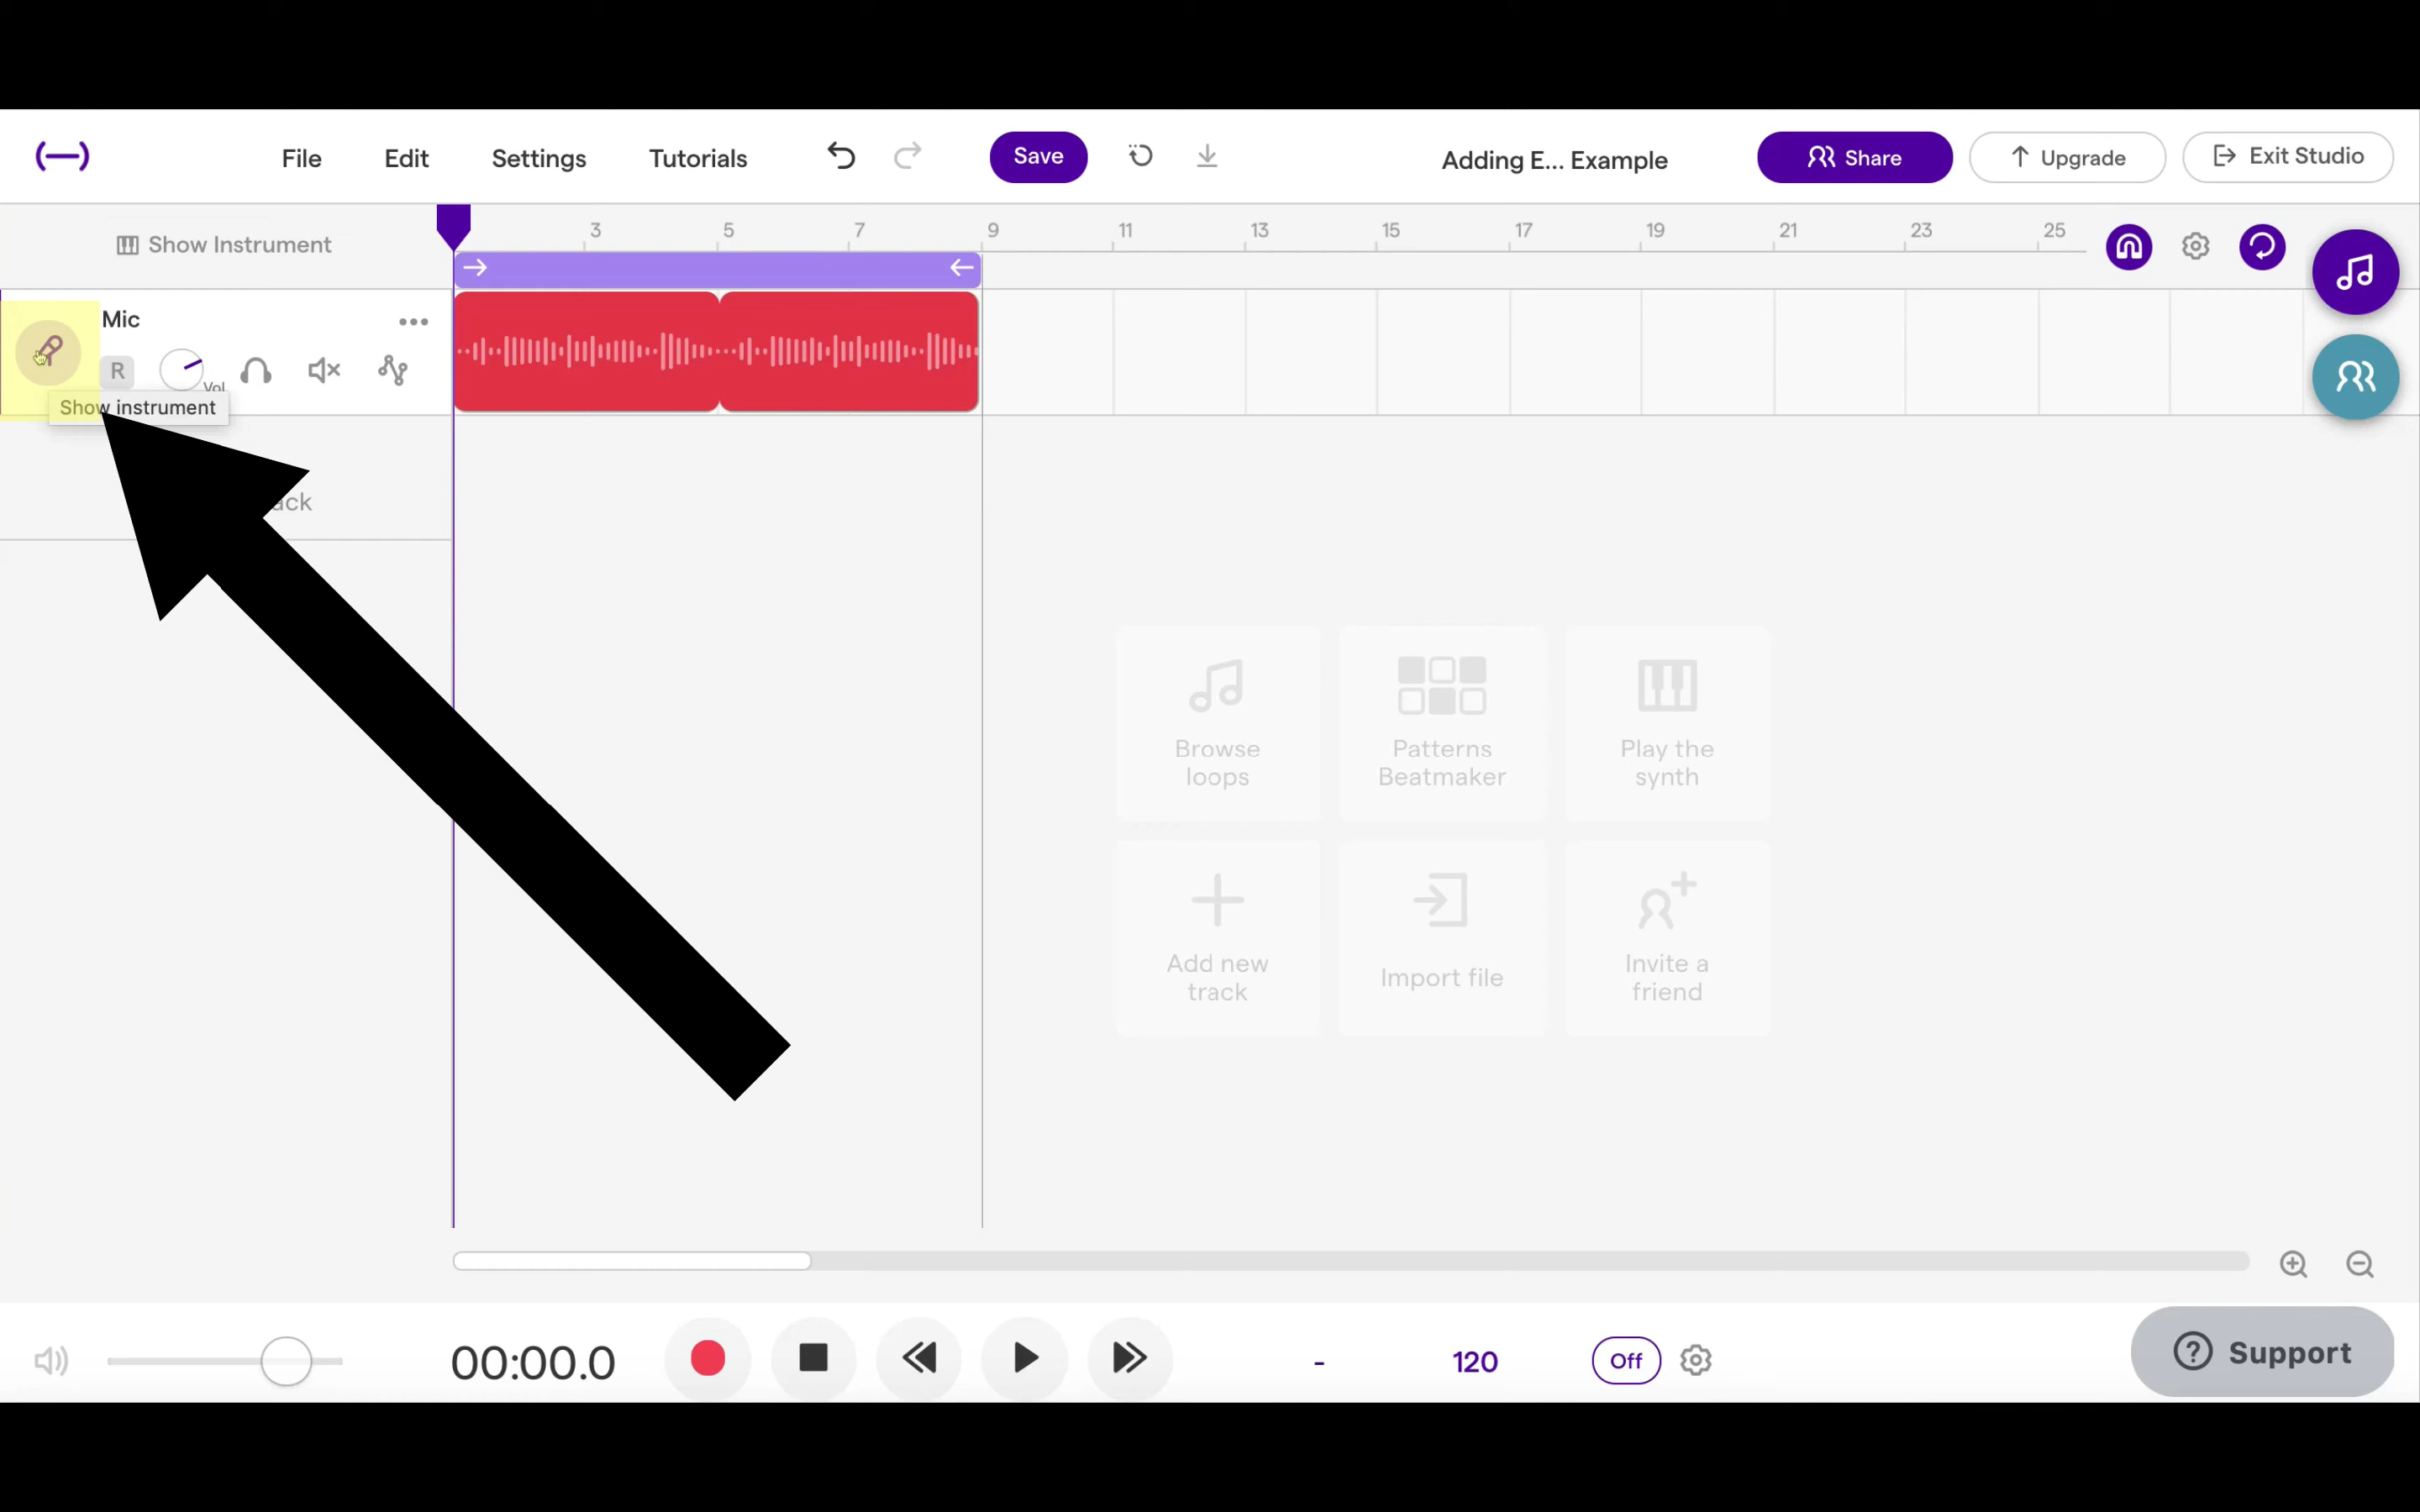 File Edit Settings Tutorials Save Adding E... Example Share Upgrade Exit Studio
Show Instrument
3 5 7 9 11 13 15 17 19 21 23 25
Mic
R Vol
Show instrument
Browse
loops
Patterns
Beatmaker
Play the
synth
Add new
track
Import file
Invite a
friend
00:00.0 - 120 Off Support